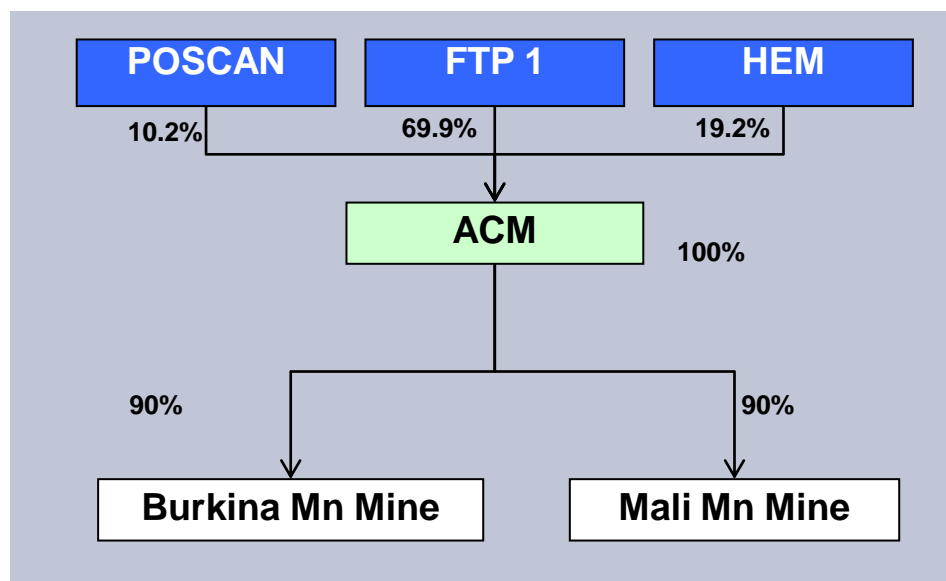 POSCAN
FTP 1
HEM
10.2%
69.9%
19.2%
ACM
100%
90%
90%
Burkina Mn Mine
Mali Mn Mine